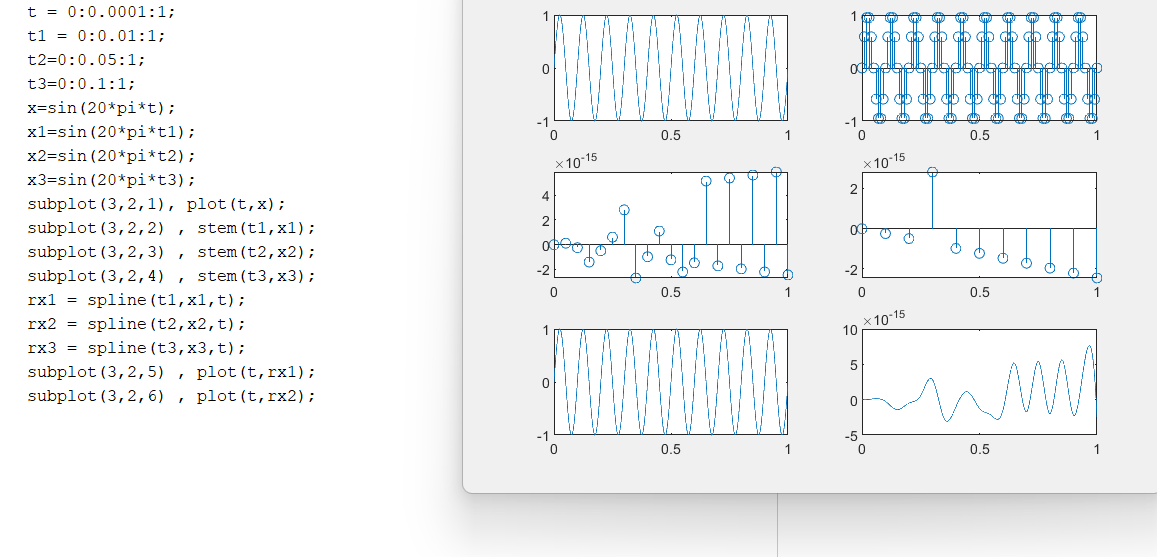 t = 0:0.0001:1;
t1 = 0:0.01:1;
t2=0:0.05:1;
t3=0:0.1:1;
x=sin(20*pi*t);
x1=sin(20*pi*t1);
x2=sin(20*pi*t2);
x3=sin(20*pi*t3);
subplot(3,2,1), plot(t,x);
subplot(3,2,2) , stem(t1,x1);
subplot(3,2,3) , stem(t2,x2);
subplot(3,2,4) , stem(t3,x3);
rx1 = spline(t1,x1,t);
rx2 = spline(t2,x2,t);
rx3 = spline(t3,x3,t);
subplot(3,2,5) , plot(t,rx1);
subplot(3,2,6) , plot(t,rx2);
1
0
-1
0 0.5 1
1
0
-1
0 0.5 1
×10-15
4
2
0
-2
0 0.5 1
×10-15
2
0
-2
0 0.5 1
1
0
-1
0 0.5 1
×10-15
10
5
0
-5
0 0.5 1